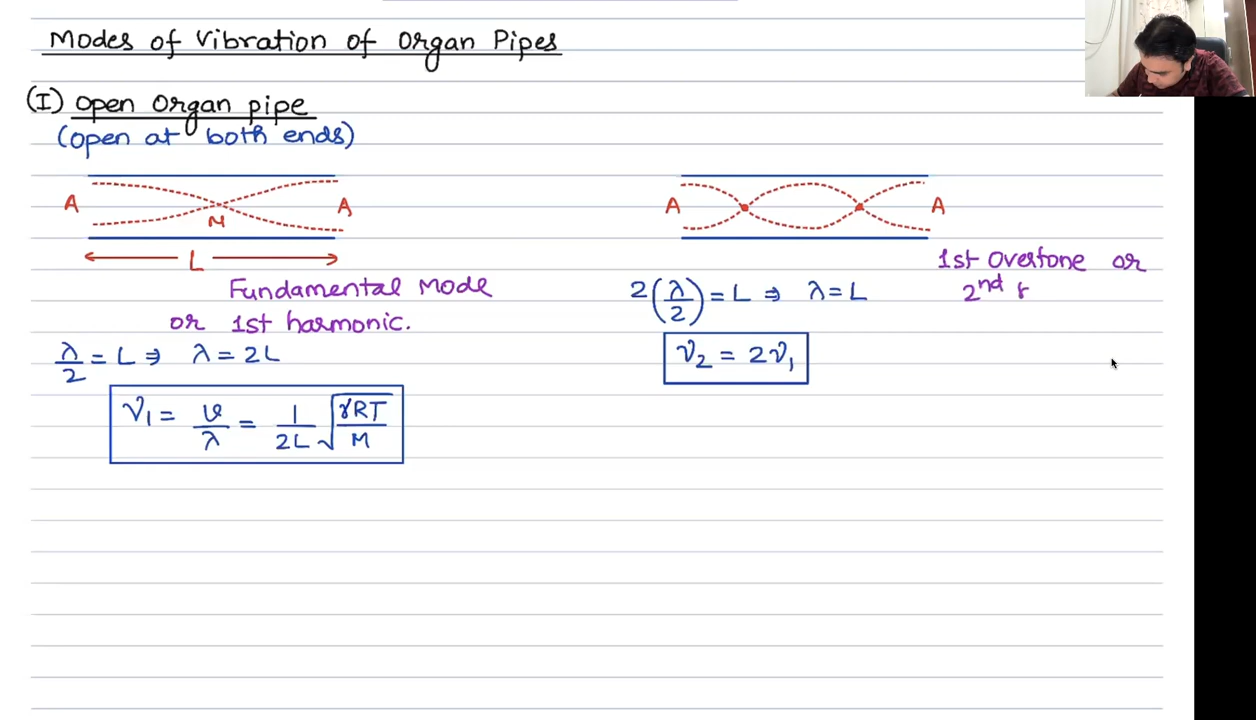 Modes of Vibration of Organ Pipes
(I) Open Organ pipe
(open at both ends)
A M A
L
Fundamental Mode
or 1st harmonic.
λ/2 = L ⇒ λ = 2L
ν₁ = v/λ = 1/2L √(γRT/M)
A A
1st Overtone or
2nd
2(λ/2) = L ⇒ λ = L
ν₂ = 2ν₁